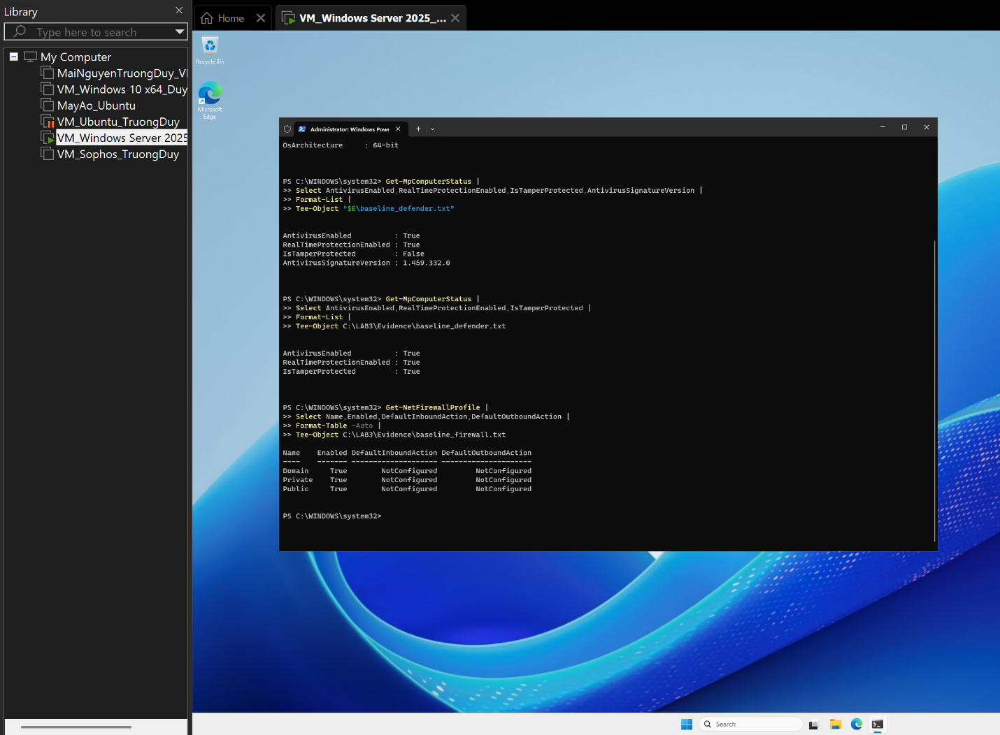 Library
Type here to search
My Computer
MaiNguyenTruongDuy_VI
VM_Windows 10 x64_Duy
MayAo_Ubuntu
VM_Ubuntu_TruongDuy
VM_Windows Server 2025
VM_Sophos_TruongDuy
Home
VM_Windows Server 2025_...
Recycle Bin
Microsoft
Edge
Administrator: Windows Powe
OsArchitecture     : 64-bit
PS C:\WINDOWS\system32> Get-MpComputerStatus |
>> Select AntivirusEnabled,RealTimeProtectionEnabled,IsTamperProtected,AntivirusSignatureVersion |
>> Format-List |
>> Tee-Object "$E\baseline_defender.txt"
AntivirusEnabled          : True
RealTimeProtectionEnabled : True
IsTamperProtected         : False
AntivirusSignatureVersion : 1.459.332.0
PS C:\WINDOWS\system32> Get-MpComputerStatus |
>> Select AntivirusEnabled,RealTimeProtectionEnabled,IsTamperProtected |
>> Format-List |
>> Tee-Object C:\LAB3\Evidence\baseline_defender.txt
AntivirusEnabled          : True
RealTimeProtectionEnabled : True
IsTamperProtected         : True
PS C:\WINDOWS\system32> Get-NetFirewallProfile |
>> Select Name,Enabled,DefaultInboundAction,DefaultOutboundAction |
>> Format-Table -Auto |
>> Tee-Object C:\LAB3\Evidence\baseline_firewall.txt
Name    Enabled DefaultInboundAction DefaultOutboundAction
----    ------- -------------------- ---------------------
Domain     True        NotConfigured         NotConfigured
Private    True        NotConfigured         NotConfigured
Public     True        NotConfigured         NotConfigured
PS C:\WINDOWS\system32>
Search